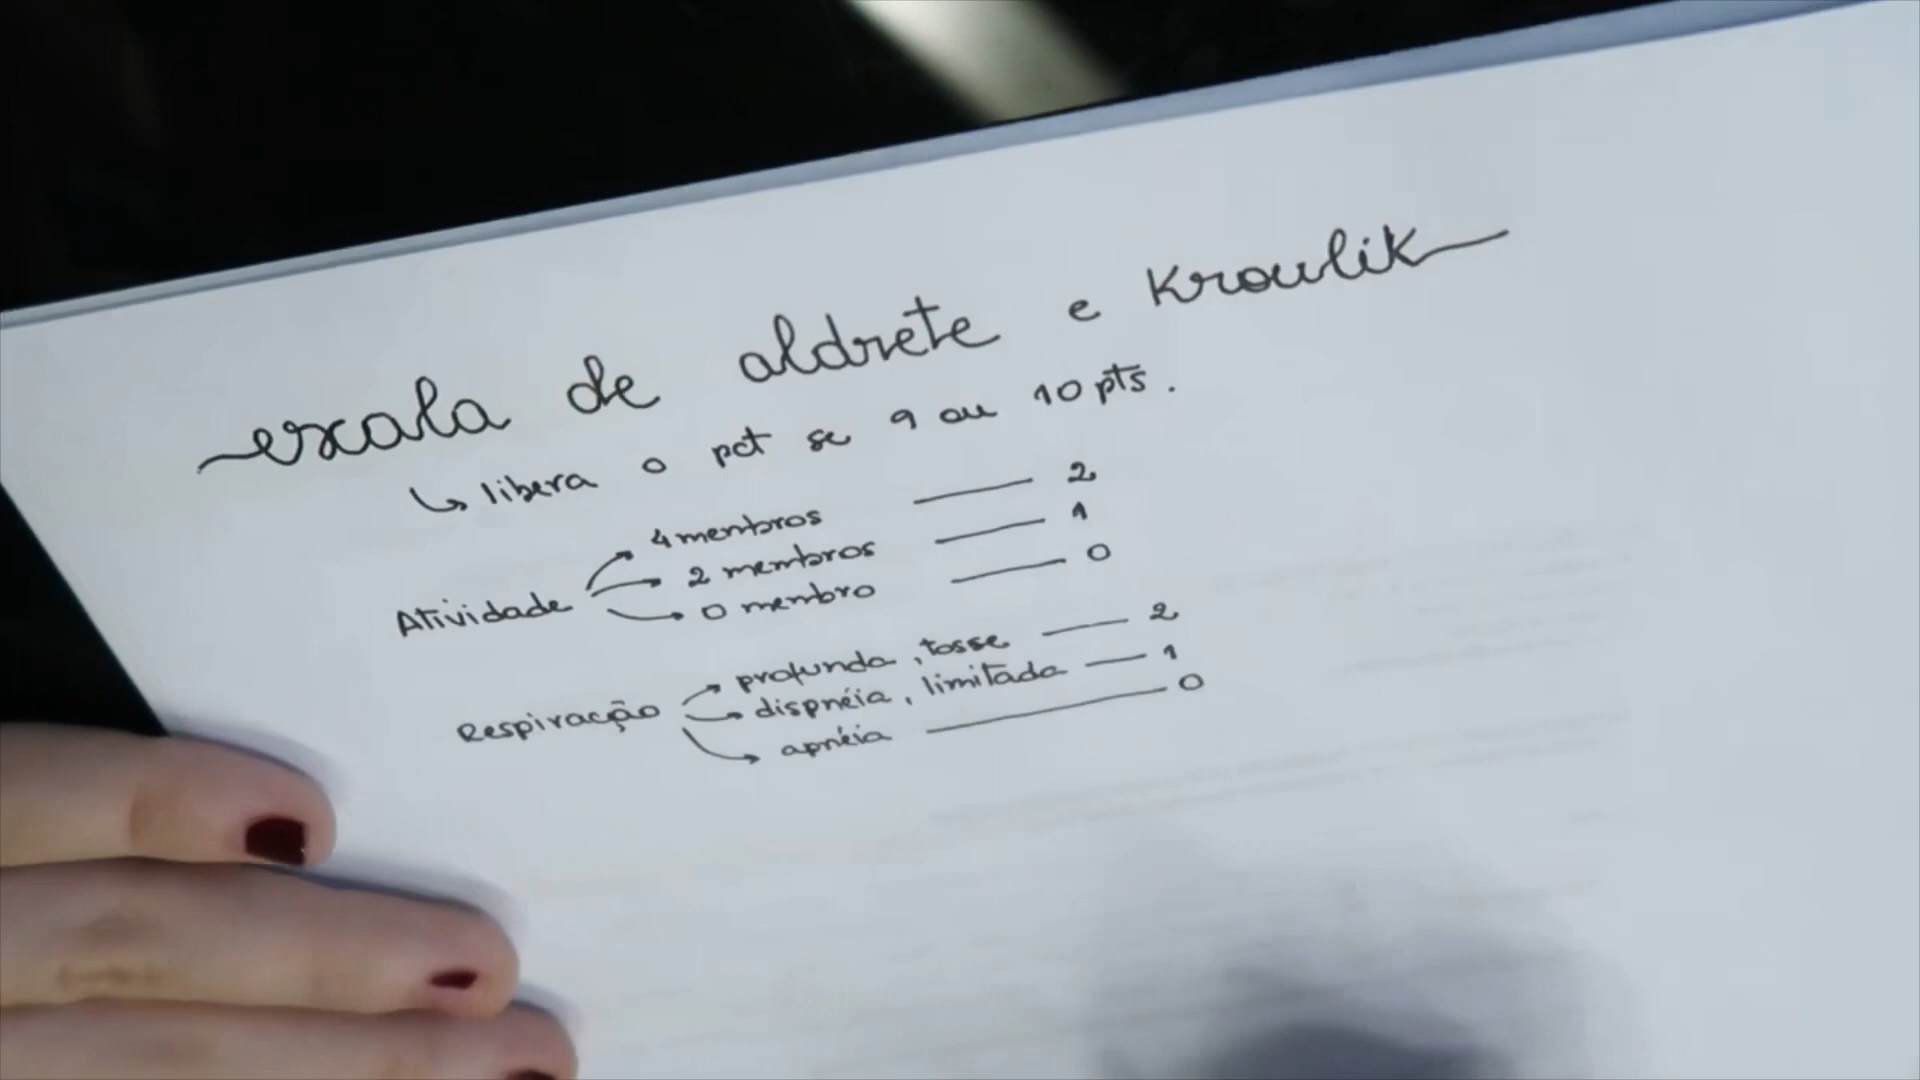 escala de aldrete e Kroulik
↳ libera o pct se 9 ou 10 pts.
Atividade → 4 membros — 2
→ 2 membros — 1
→ 0 membro — 0
Respiração → profunda, tosse — 2
→ dispnéia, limitada — 1
→ apnéia — 0